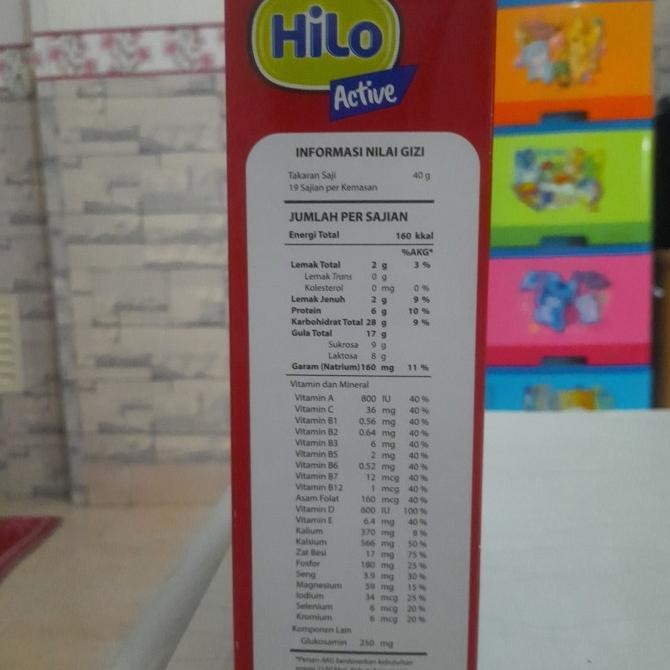 HiLo
Active
INFORMASI NILAI GIZI
Takaran Saji 40 g
19 Sajian per Kemasan
JUMLAH PER SAJIAN
Energi Total 160 kkal
%AKG*
Lemak Total 2 g 3 %
Lemak Trans 0 g
Kolesterol 0 mg 0 %
Lemak Jenuh 2 g 9 %
Protein 6 g 10 %
Karbohidrat Total 28 g 9 %
Gula Total 17 g
Sukrosa 9 g
Laktosa 8 g
Garam (Natrium) 160 mg 11 %
Vitamin dan Mineral
Vitamin A 800 IU 40 %
Vitamin C 36 mg 40 %
Vitamin B1 0.56 mg 40 %
Vitamin B2 0.64 mg 40 %
Vitamin B3 6 mg 40 %
Vitamin B5 2 mg 40 %
Vitamin B6 0.52 mg 40 %
Vitamin B7 12 mcg 40 %
Vitamin B12 1 mcg 40 %
Asam Folat 160 mcg 40 %
Vitamin D 600 IU 100 %
Vitamin E 6.4 mg 40 %
Kalium 370 mg 8 %
Kalsium 566 mg 50 %
Zat Besi 17 mg 75 %
Fosfor 180 mg 25 %
Seng 3.9 mg 30 %
Magnesium 59 mg 15 %
Iodium 34 mcg 25 %
Selenium 6 mcg 20 %
Kromium 6 mcg 20 %
Komponen Lain
Glukosamin 250 mg
*Persen AKG berdasarkan kebutuhan